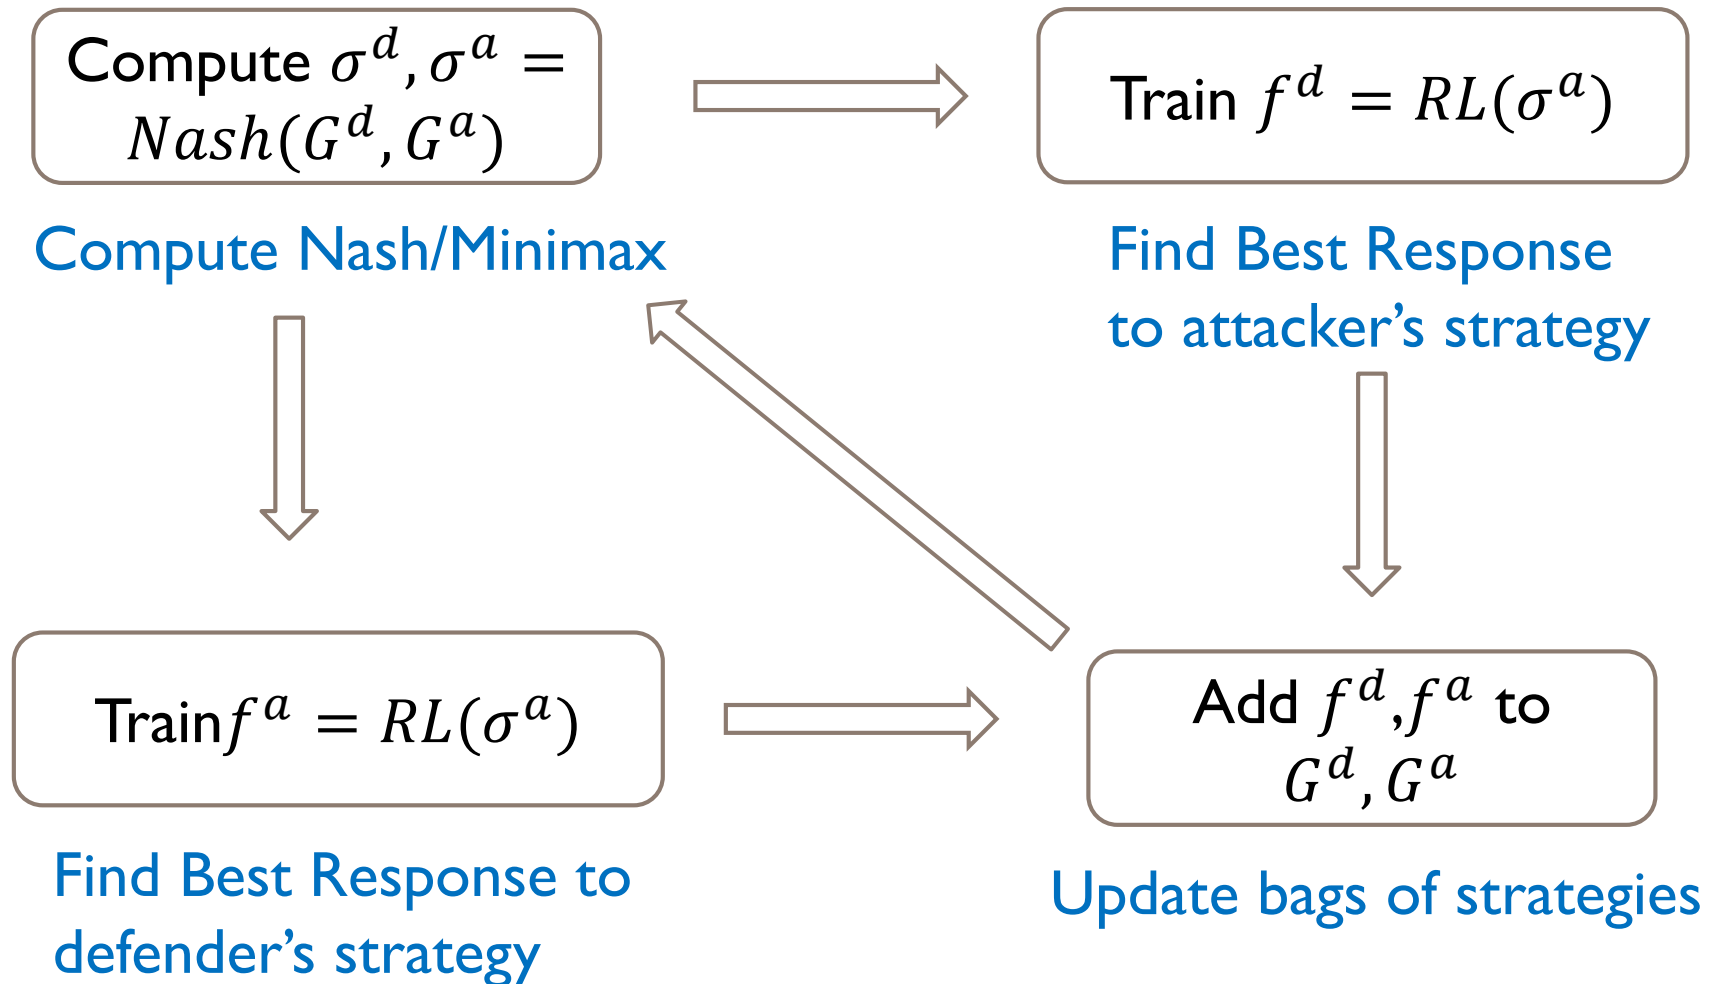 Compute σ^d, σ^a =
Nash(G^d, G^a)
Compute Nash/Minimax
Train f^d = RL(σ^a)
Find Best Response
to attacker’s strategy
Trainf^a = RL(σ^a)
Find Best Response to
defender’s strategy
Add f^d,f^a to
G^d, G^a
Update bags of strategies